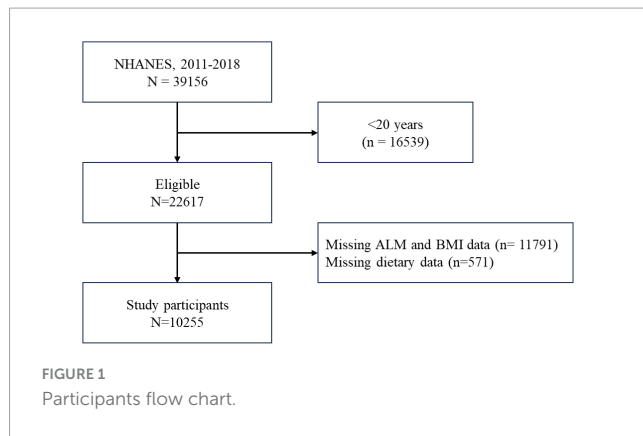 NHANES, 2011-2018
N = 39156
<20 years
(n = 16539)
Eligible
N=22617
Missing ALM and BMI data (n= 11791)
Missing dietary data (n=571)
Study participants
N=10255
FIGURE 1
Participants flow chart.